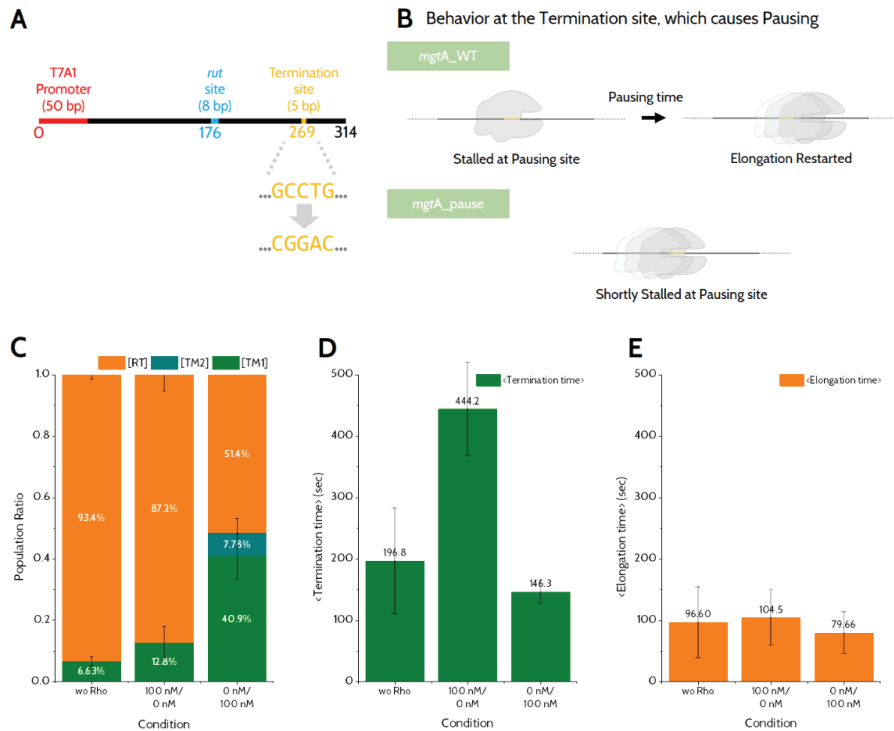 A
T7A1
Promoter
(50 bp)
rut
site
(8 bp)
Termination
site
(5 bp)
0
176
269
314
...GCCTG...
...CGGAC...
B
Behavior at the Termination site, which causes Pausing
mgtA_WT
Pausing time
Stalled at Pausing site
Elongation Restarted
mgtA_pause
Shortly Stalled at Pausing site
C
[RT] [TM2] [TM1]
1.0
0.8
0.6
0.4
0.2
0.0
Population Ratio
93.4%
6.63%
87.2%
12.8%
51.4%
7.78%
40.9%
wo Rho
100 nM/
0 nM
0 nM/
100 nM
Condition
D
<Termination time>
500
400
300
200
100
0
<Termination time> (sec)
196.8
444.2
146.3
wo Rho
100 nM/
0 nM
0 nM/
100 nM
Condition
E
<Elongation time>
500
400
300
200
100
0
<Elongation time> (sec)
96.60
104.5
79.66
wo Rho
100 nM/
0 nM
0 nM/
100 nM
Condition